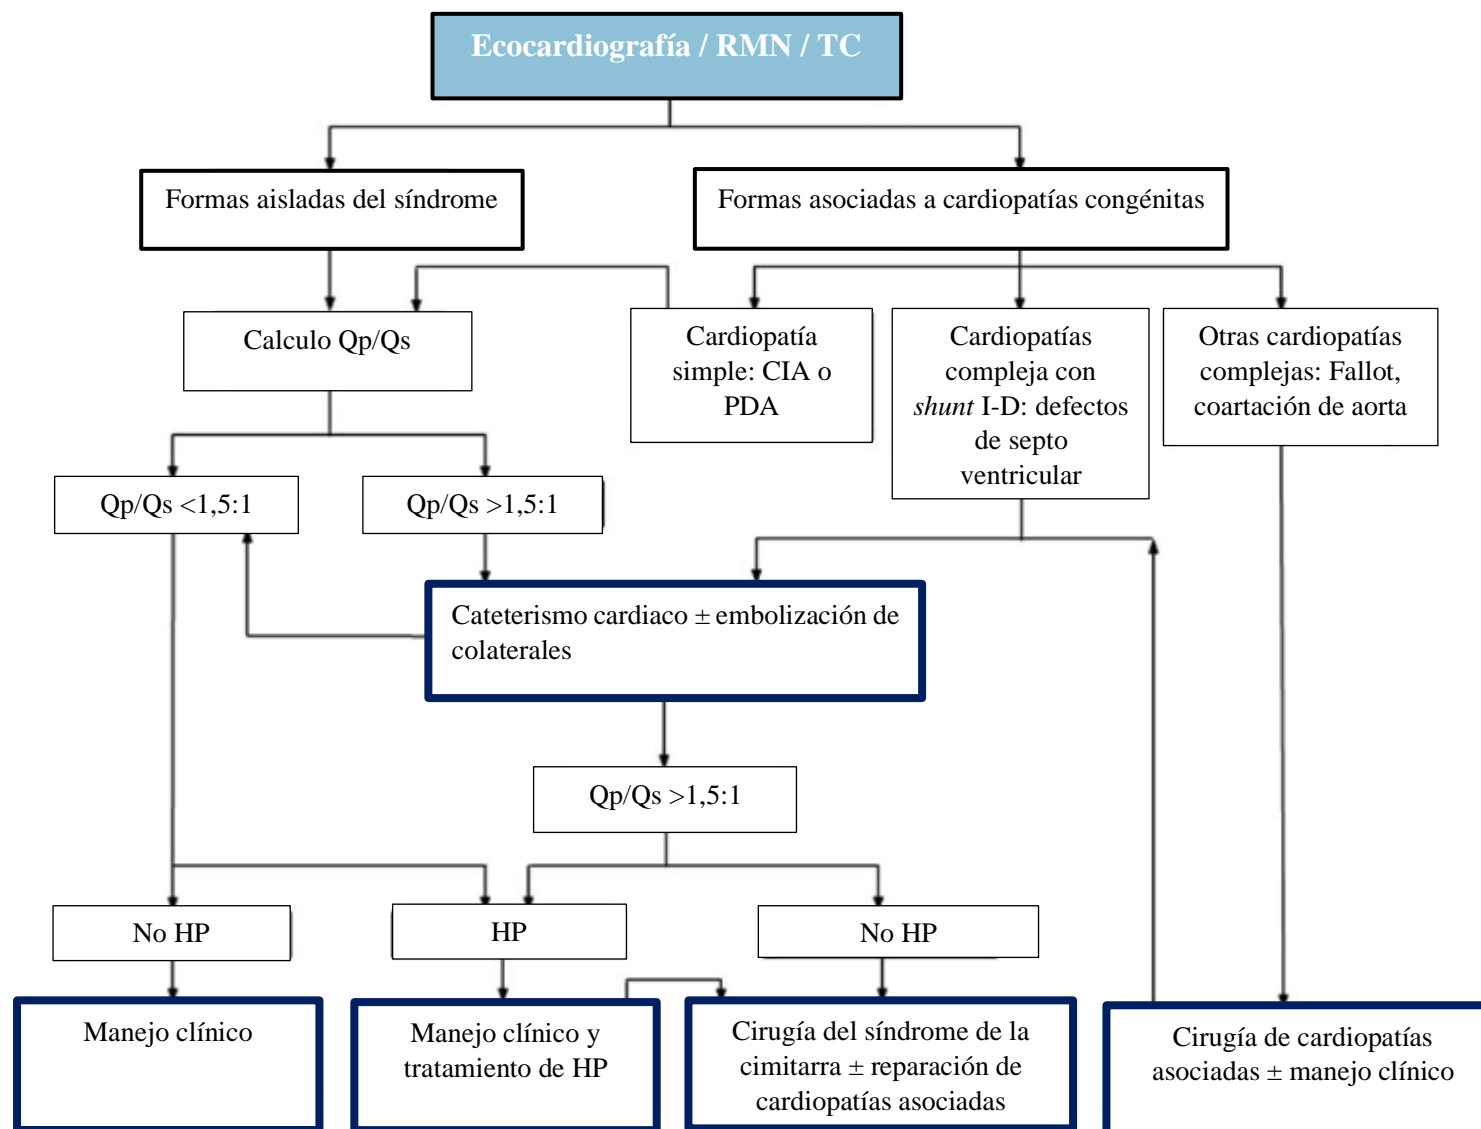 Ecocardiografía / RMN / TC
Formas aisladas del síndrome
Formas asociadas a cardiopatías congénitas
Calculo Qp/Qs
Cardiopatía
simple: CIA o
PDA
Cardiopatías
compleja con
shunt I-D: defectos
de septo
ventricular
Otras cardiopatías
complejas: Fallot,
coartación de aorta
Qp/Qs <1,5:1
Qp/Qs >1,5:1
Cateterismo cardiaco ± embolización de
colaterales
Qp/Qs >1,5:1
No HP
HP
No HP
Manejo clínico
Manejo clínico y
tratamiento de HP
Cirugía del síndrome de la
cimitarra ± reparación de
cardiopatías asociadas
Cirugía de cardiopatías
asociadas ± manejo clínico